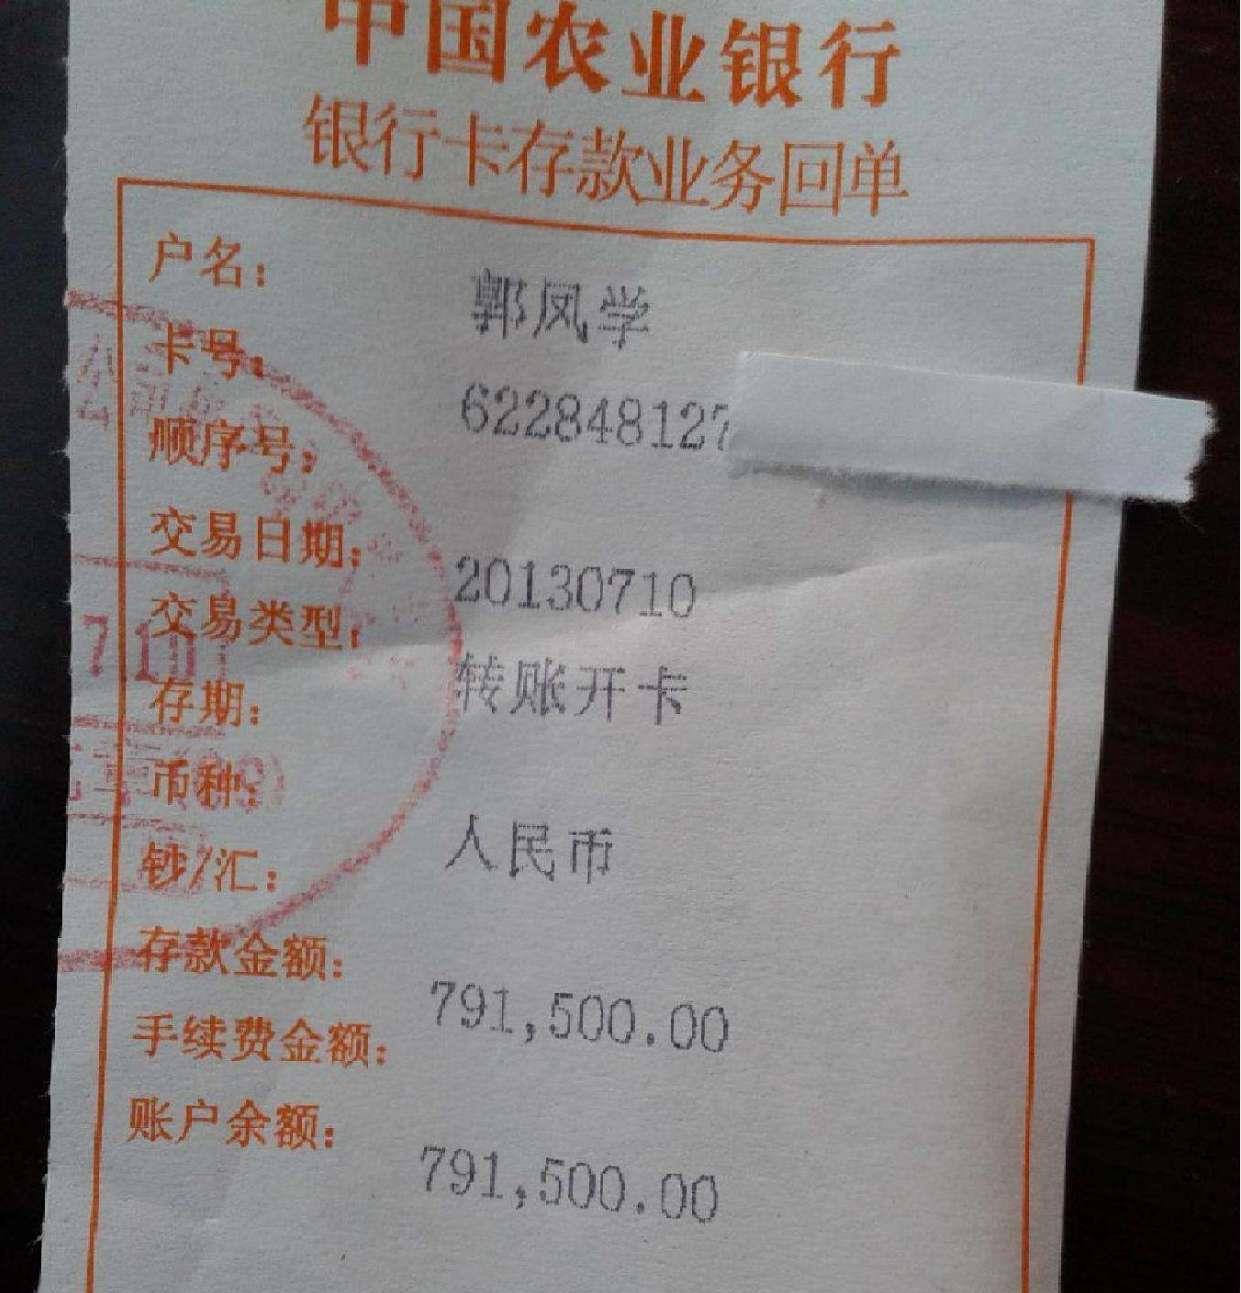 中国农业银行
银行卡存款业务回单
户名： 郭凤学
卡号： 622848127
顺序号：
交易日期： 20130710
交易类型： 转账开卡
存期：
币种： 人民币
钞/汇：
存款金额： 791,500.00
手续费金额：
账户余额： 791,500.00